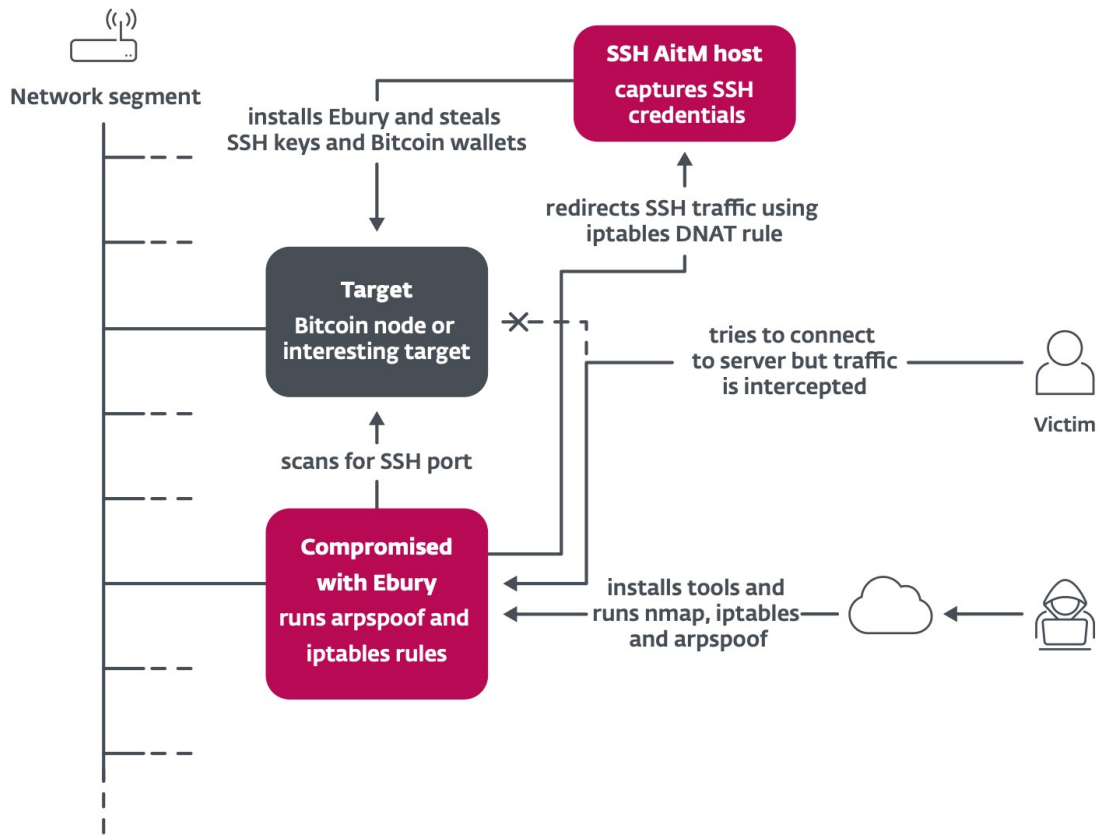 Network segment
SSH AitM host
captures SSH
credentials
installs Ebury and steals
SSH keys and Bitcoin wallets
redirects SSH traffic using
iptables DNAT rule
Target
Bitcoin node or
interesting target
tries to connect
to server but traffic
is intercepted
Victim
scans for SSH port
Compromised
with Ebury
runs arpspoof and
iptables rules
installs tools and
runs nmap, iptables
and arpspoof